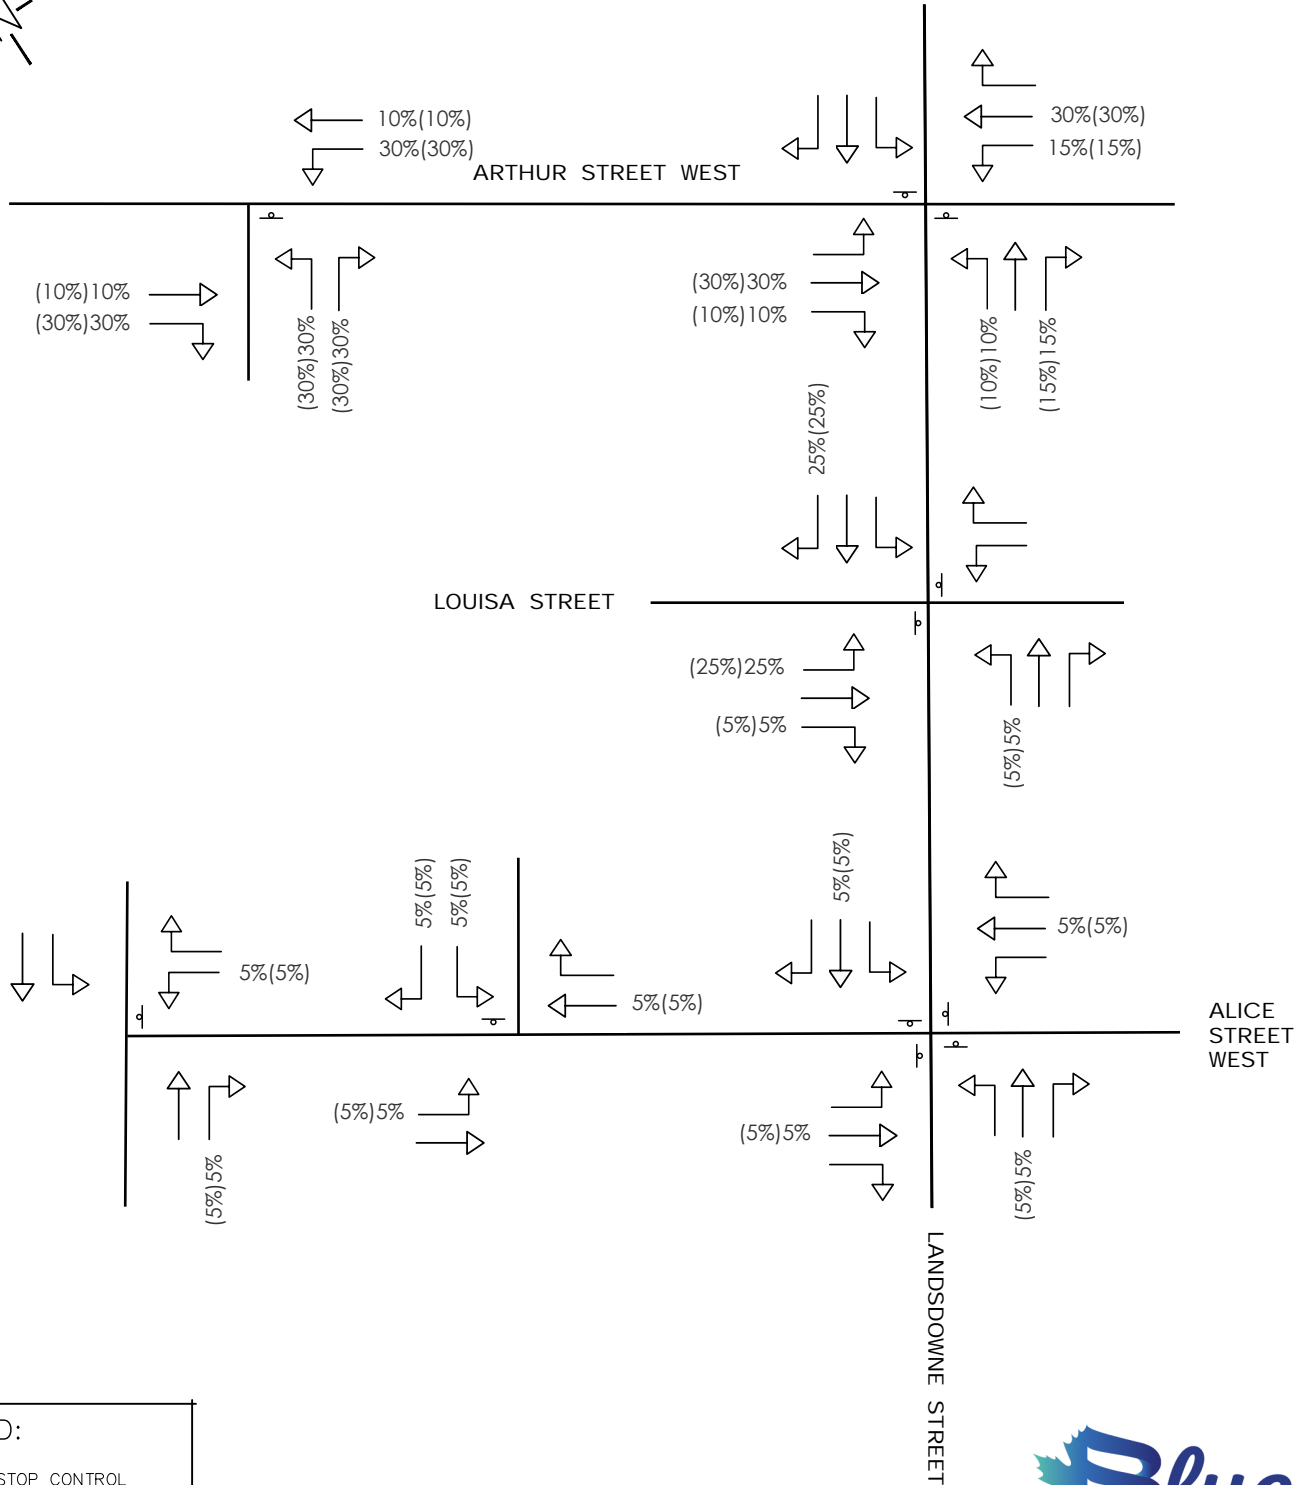 10%(10%)
30%(30%)
ARTHUR STREET WEST
30%(30%)
15%(15%)
(10%)10%
(30%)30%
(30%)30%
(30%)30%
(30%)30%
(10%)10%
(10%)10%
(15%)15%
25%(25%)
LOUISA STREET
(25%)25%
(5%)5%
(5%)5%
5%(5%)
5%(5%)
5%(5%)
5%(5%)
5%(5%)
5%(5%)
ALICE
STREET
WEST
(5%)5%
(5%)5%
(5%)5%
(5%)5%
LANDSDOWNE STREET
D:
STOP CONTROL
Blue